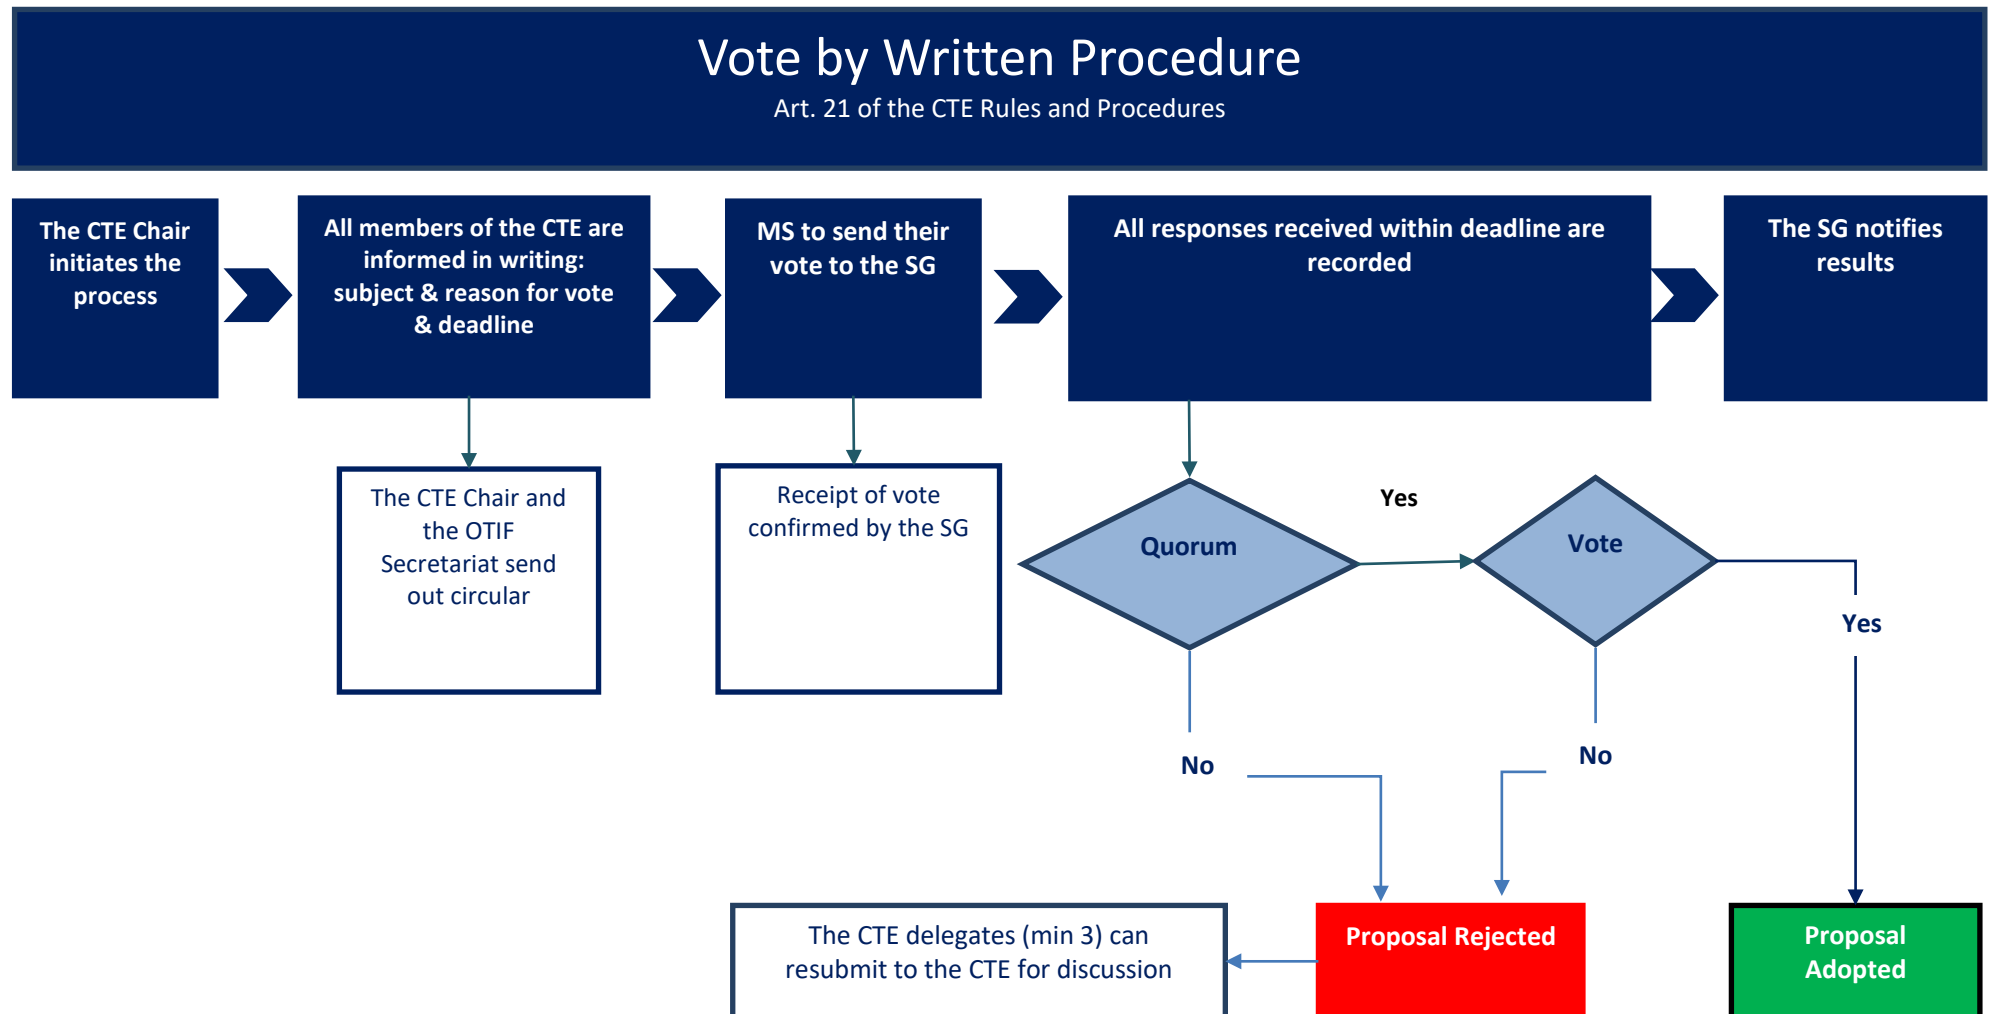 Vote by Written Procedure
Art. 21 of the CTE Rules and Procedures
The CTE Chair
initiates the
process
All members of the CTE are
informed in writing:
subject & reason for vote
& deadline
MS to send their
vote to the SG
All responses received within deadline are
recorded
The SG notifies
results
The CTE Chair and
the OTIF
Secretariat send
out circular
Receipt of vote
confirmed by the SG
Quorum
Yes
Vote
Yes
No
No
The CTE delegates (min 3) can
resubmit to the CTE for discussion
Proposal Rejected
Proposal
Adopted